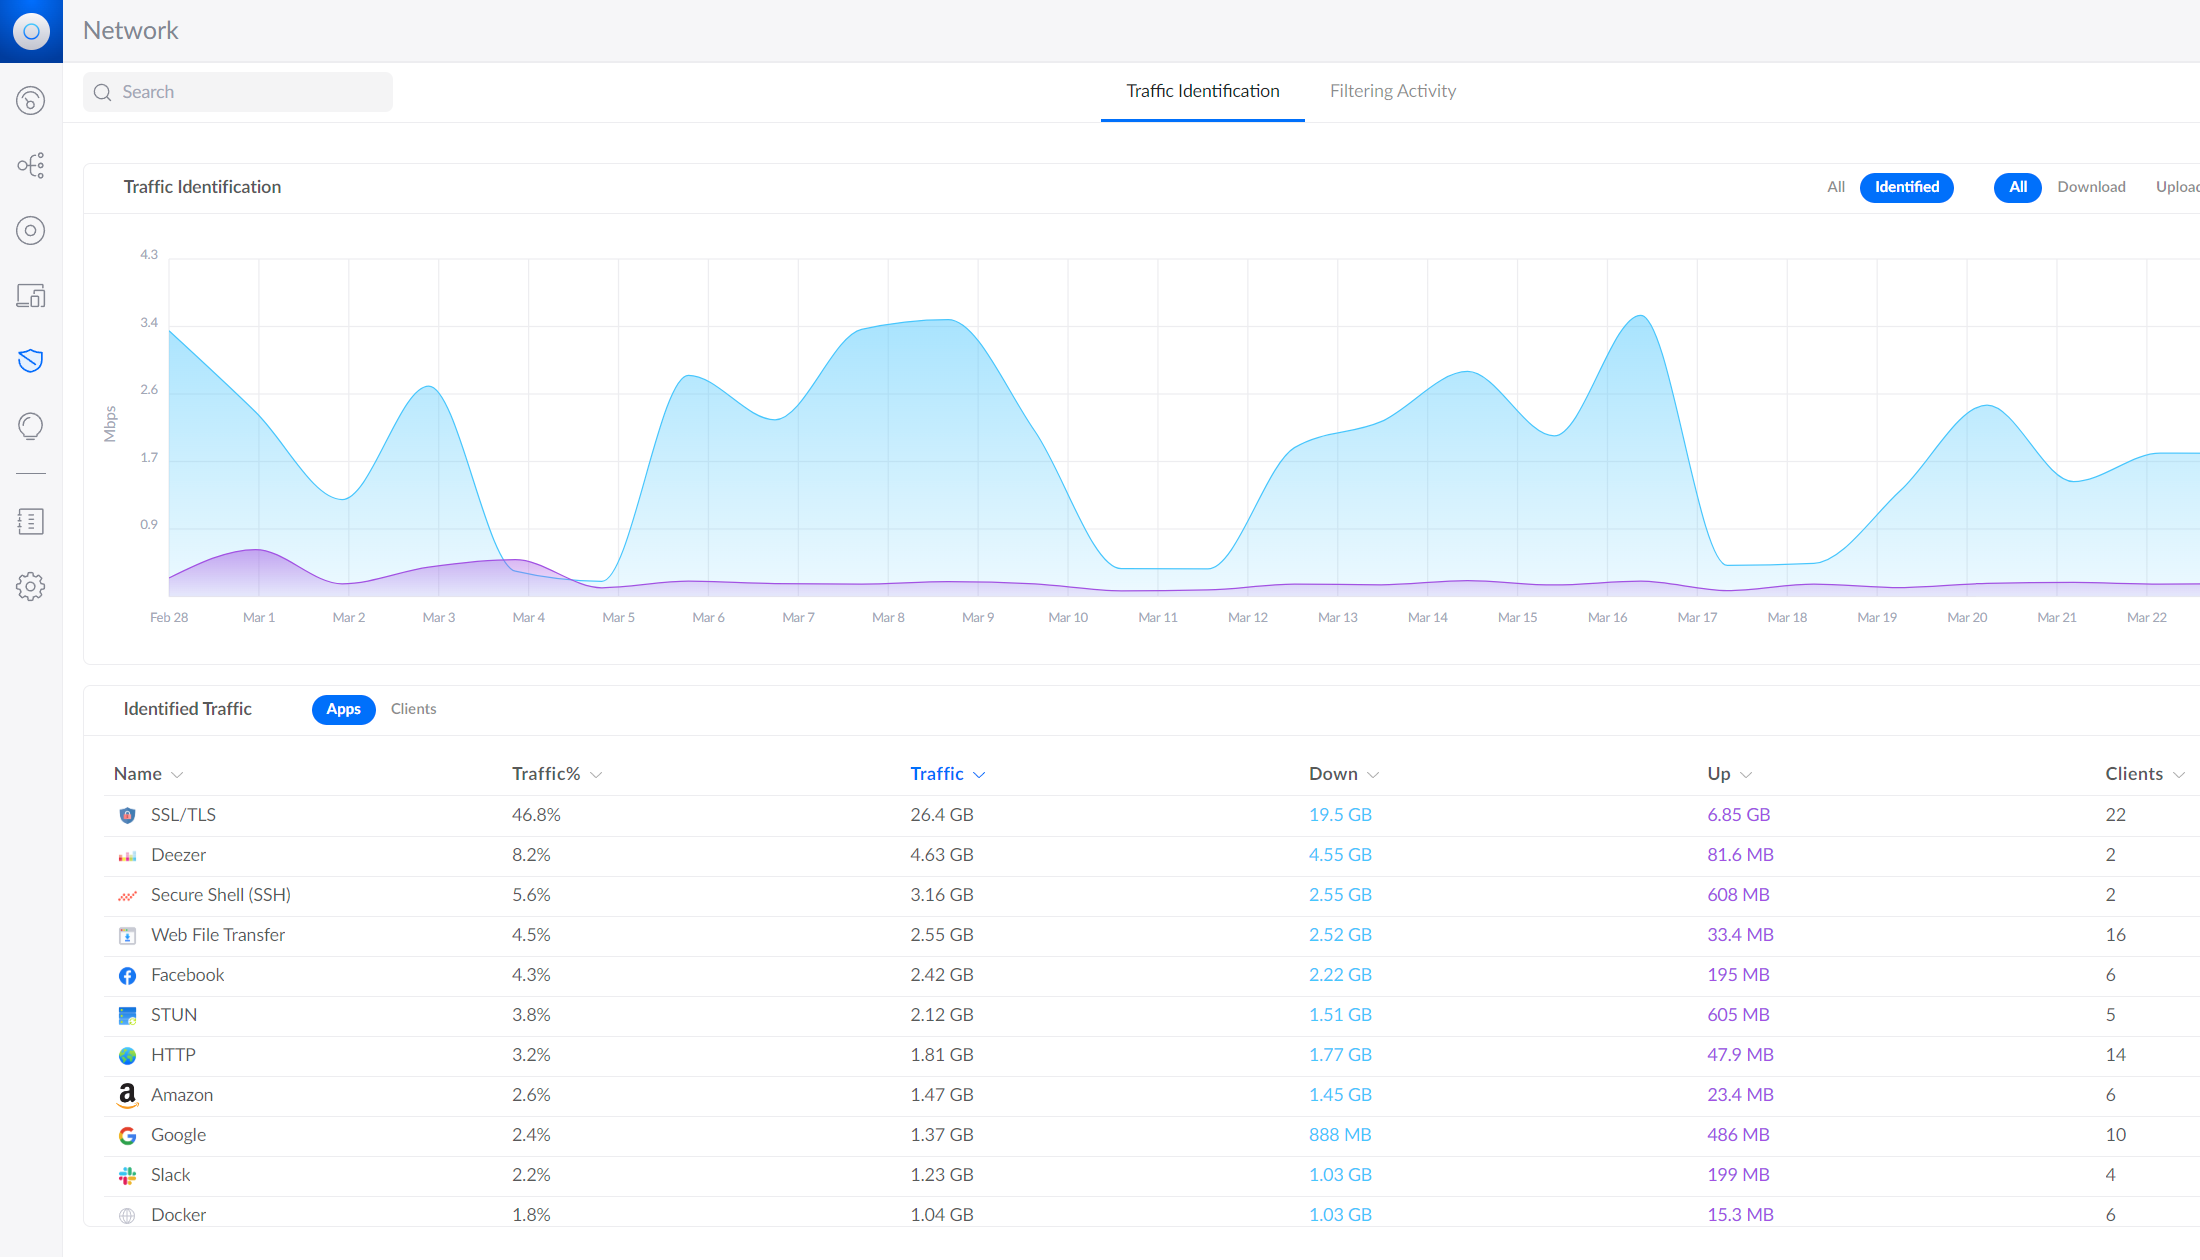 Network
Search
Traffic Identification Filtering Activity
Traffic Identification All Identified All Download
4.3
3.4
2.6
1.7
0.9
Mbps
Feb 28 Mar 1 Mar 2 Mar 3 Mar 4 Mar 5 Mar 6 Mar 7 Mar 8 Mar 9 Mar 10 Mar 11 Mar 12 Mar 13 Mar 14 Mar 15 Mar 16 Mar 17 Mar 18 Mar 19 Mar 20 Mar 21 Mar 22
Identified Traffic Apps Clients
Name Traffic% Traffic Down Up Clients
SSL/TLS 46.8% 26.4 GB 19.5 GB 6.85 GB 22
Deezer 8.2% 4.63 GB 4.55 GB 81.6 MB 2
Secure Shell (SSH) 5.6% 3.16 GB 2.55 GB 608 MB 2
Web File Transfer 4.5% 2.55 GB 2.52 GB 33.4 MB 16
Facebook 4.3% 2.42 GB 2.22 GB 195 MB 6
STUN 3.8% 2.12 GB 1.51 GB 605 MB 5
HTTP 3.2% 1.81 GB 1.77 GB 47.9 MB 14
Amazon 2.6% 1.47 GB 1.45 GB 23.4 MB 6
Google 2.4% 1.37 GB 888 MB 486 MB 10
Slack 2.2% 1.23 GB 1.03 GB 199 MB 4
Docker 1.8% 1.04 GB 1.03 GB 15.3 MB 6